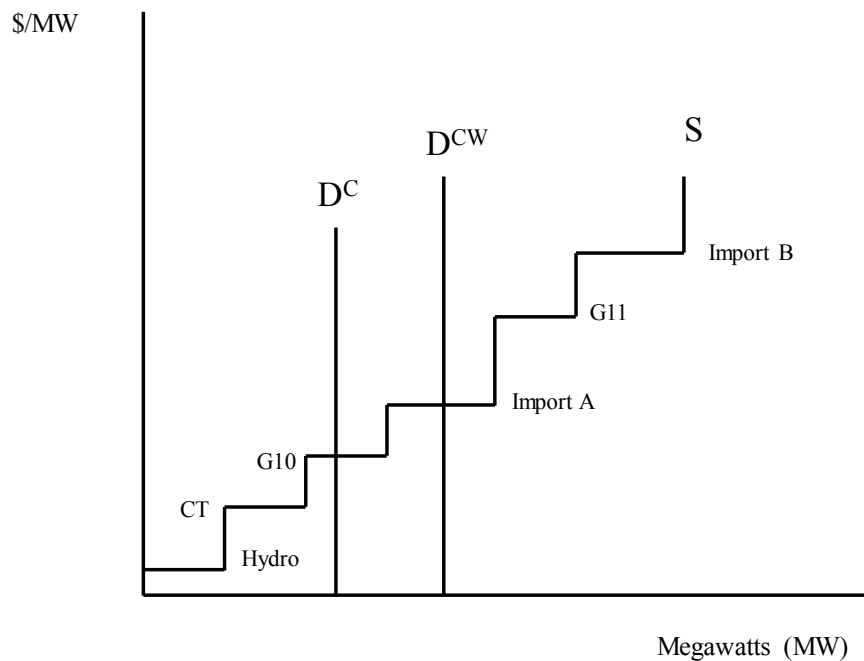 $/MW
S
D^CW
D^C
Import B
G11
Import A
G10
CT
Hydro
Megawatts (MW)